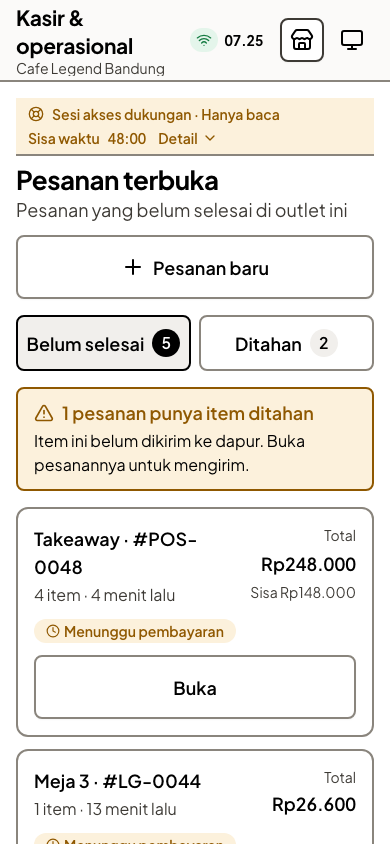 Kasir &
operasional
Cafe Legend Bandung
07.25
Sesi akses dukungan · Hanya baca
Sisa waktu 48:00 Detail
Pesanan terbuka
Pesanan yang belum selesai di outlet ini
Pesanan baru
Belum selesai 5
Ditahan 2
1 pesanan punya item ditahan
Item ini belum dikirim ke dapur. Buka
pesanannya untuk mengirim.
Takeaway · #POS-
0048
4 item · 4 menit lalu
Total
Rp248.000
Sisa Rp148.000
Menunggu pembayaran
Buka
Meja 3 · #LG-0044
1 item · 13 menit lalu
Total
Rp26.600
Menunggu pembayaran